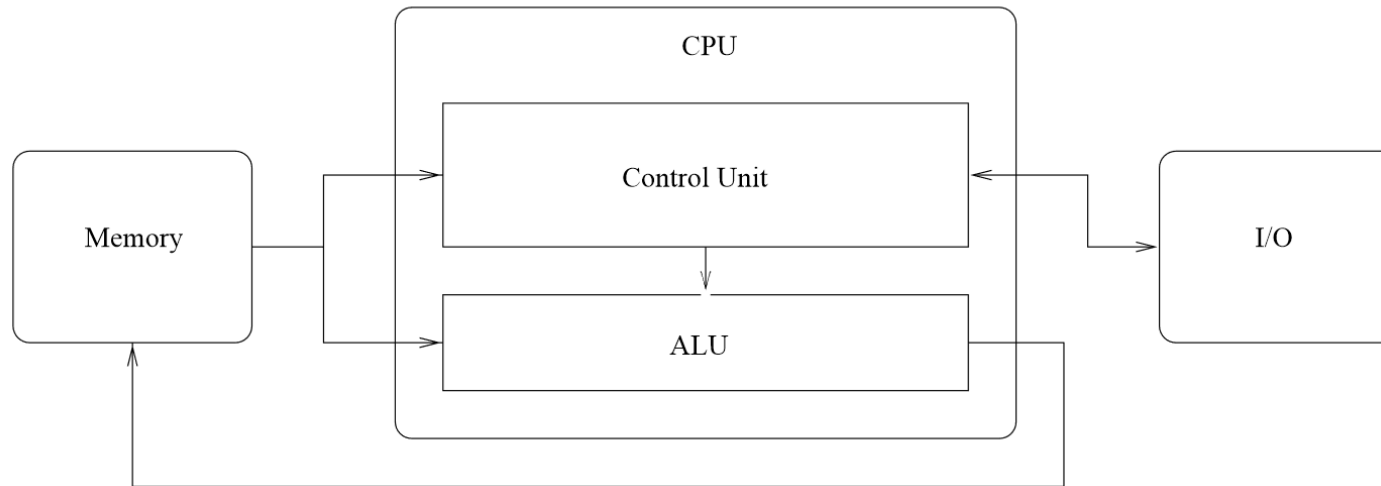 CPU
Control Unit
Memory
I/O
ALU